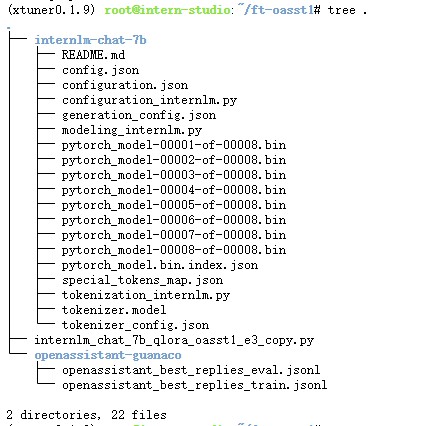 (xtuner0.1.9) root@intern-studio:~/ft-oasst1# tree .
.
├── internlm-chat-7b
│   ├── README.md
│   ├── config.json
│   ├── configuration.json
│   ├── configuration_internlm.py
│   ├── generation_config.json
│   ├── modeling_internlm.py
│   ├── pytorch_model-00001-of-00008.bin
│   ├── pytorch_model-00002-of-00008.bin
│   ├── pytorch_model-00003-of-00008.bin
│   ├── pytorch_model-00004-of-00008.bin
│   ├── pytorch_model-00005-of-00008.bin
│   ├── pytorch_model-00006-of-00008.bin
│   ├── pytorch_model-00007-of-00008.bin
│   ├── pytorch_model-00008-of-00008.bin
│   ├── pytorch_model.bin.index.json
│   ├── special_tokens_map.json
│   ├── tokenization_internlm.py
│   ├── tokenizer.model
│   └── tokenizer_config.json
├── internlm_chat_7b_qlora_oasst1_e3_copy.py
└── openassistant-guanaco
    ├── openassistant_best_replies_eval.jsonl
    └── openassistant_best_replies_train.jsonl

2 directories, 22 files